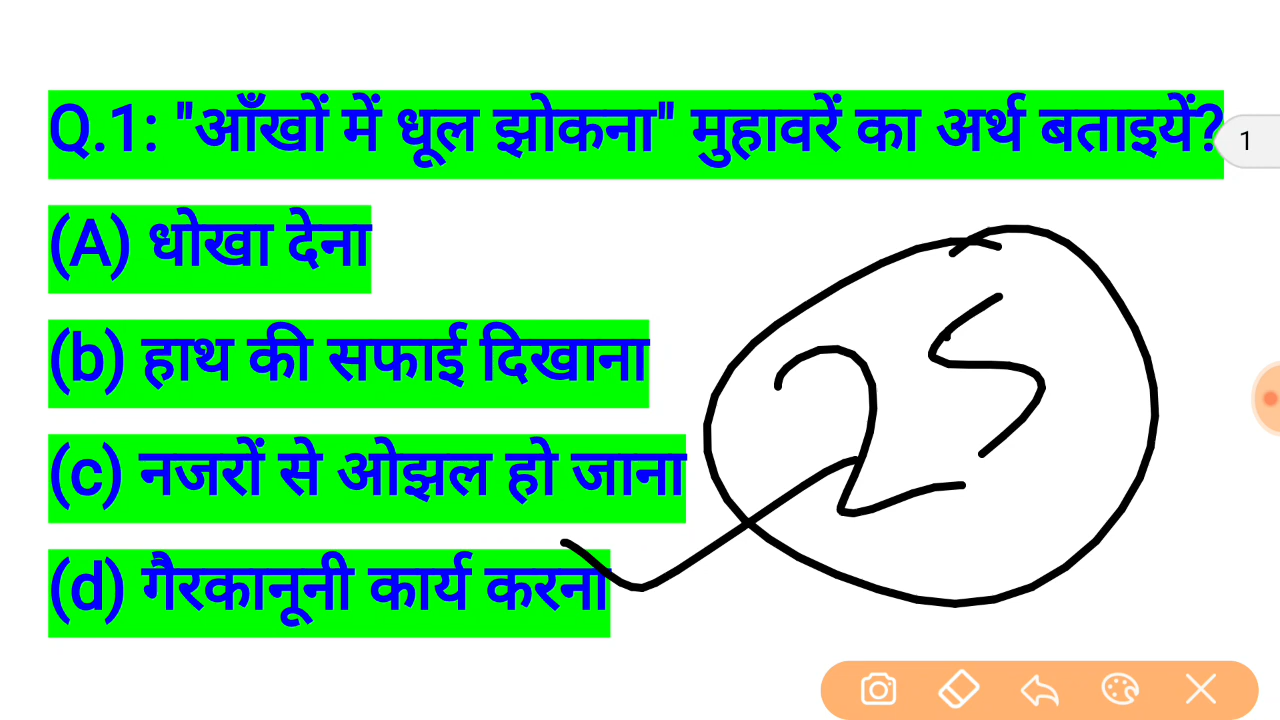 Q.1: "आँखों में धूल झोकना" मुहावरें का अर्थ बताइयें?
1
(A) धोखा देना
(b) हाथ की सफाई दिखाना
25
(c) नजरों से ओझल हो जाना
(d) गैरकानूनी कार्य करना